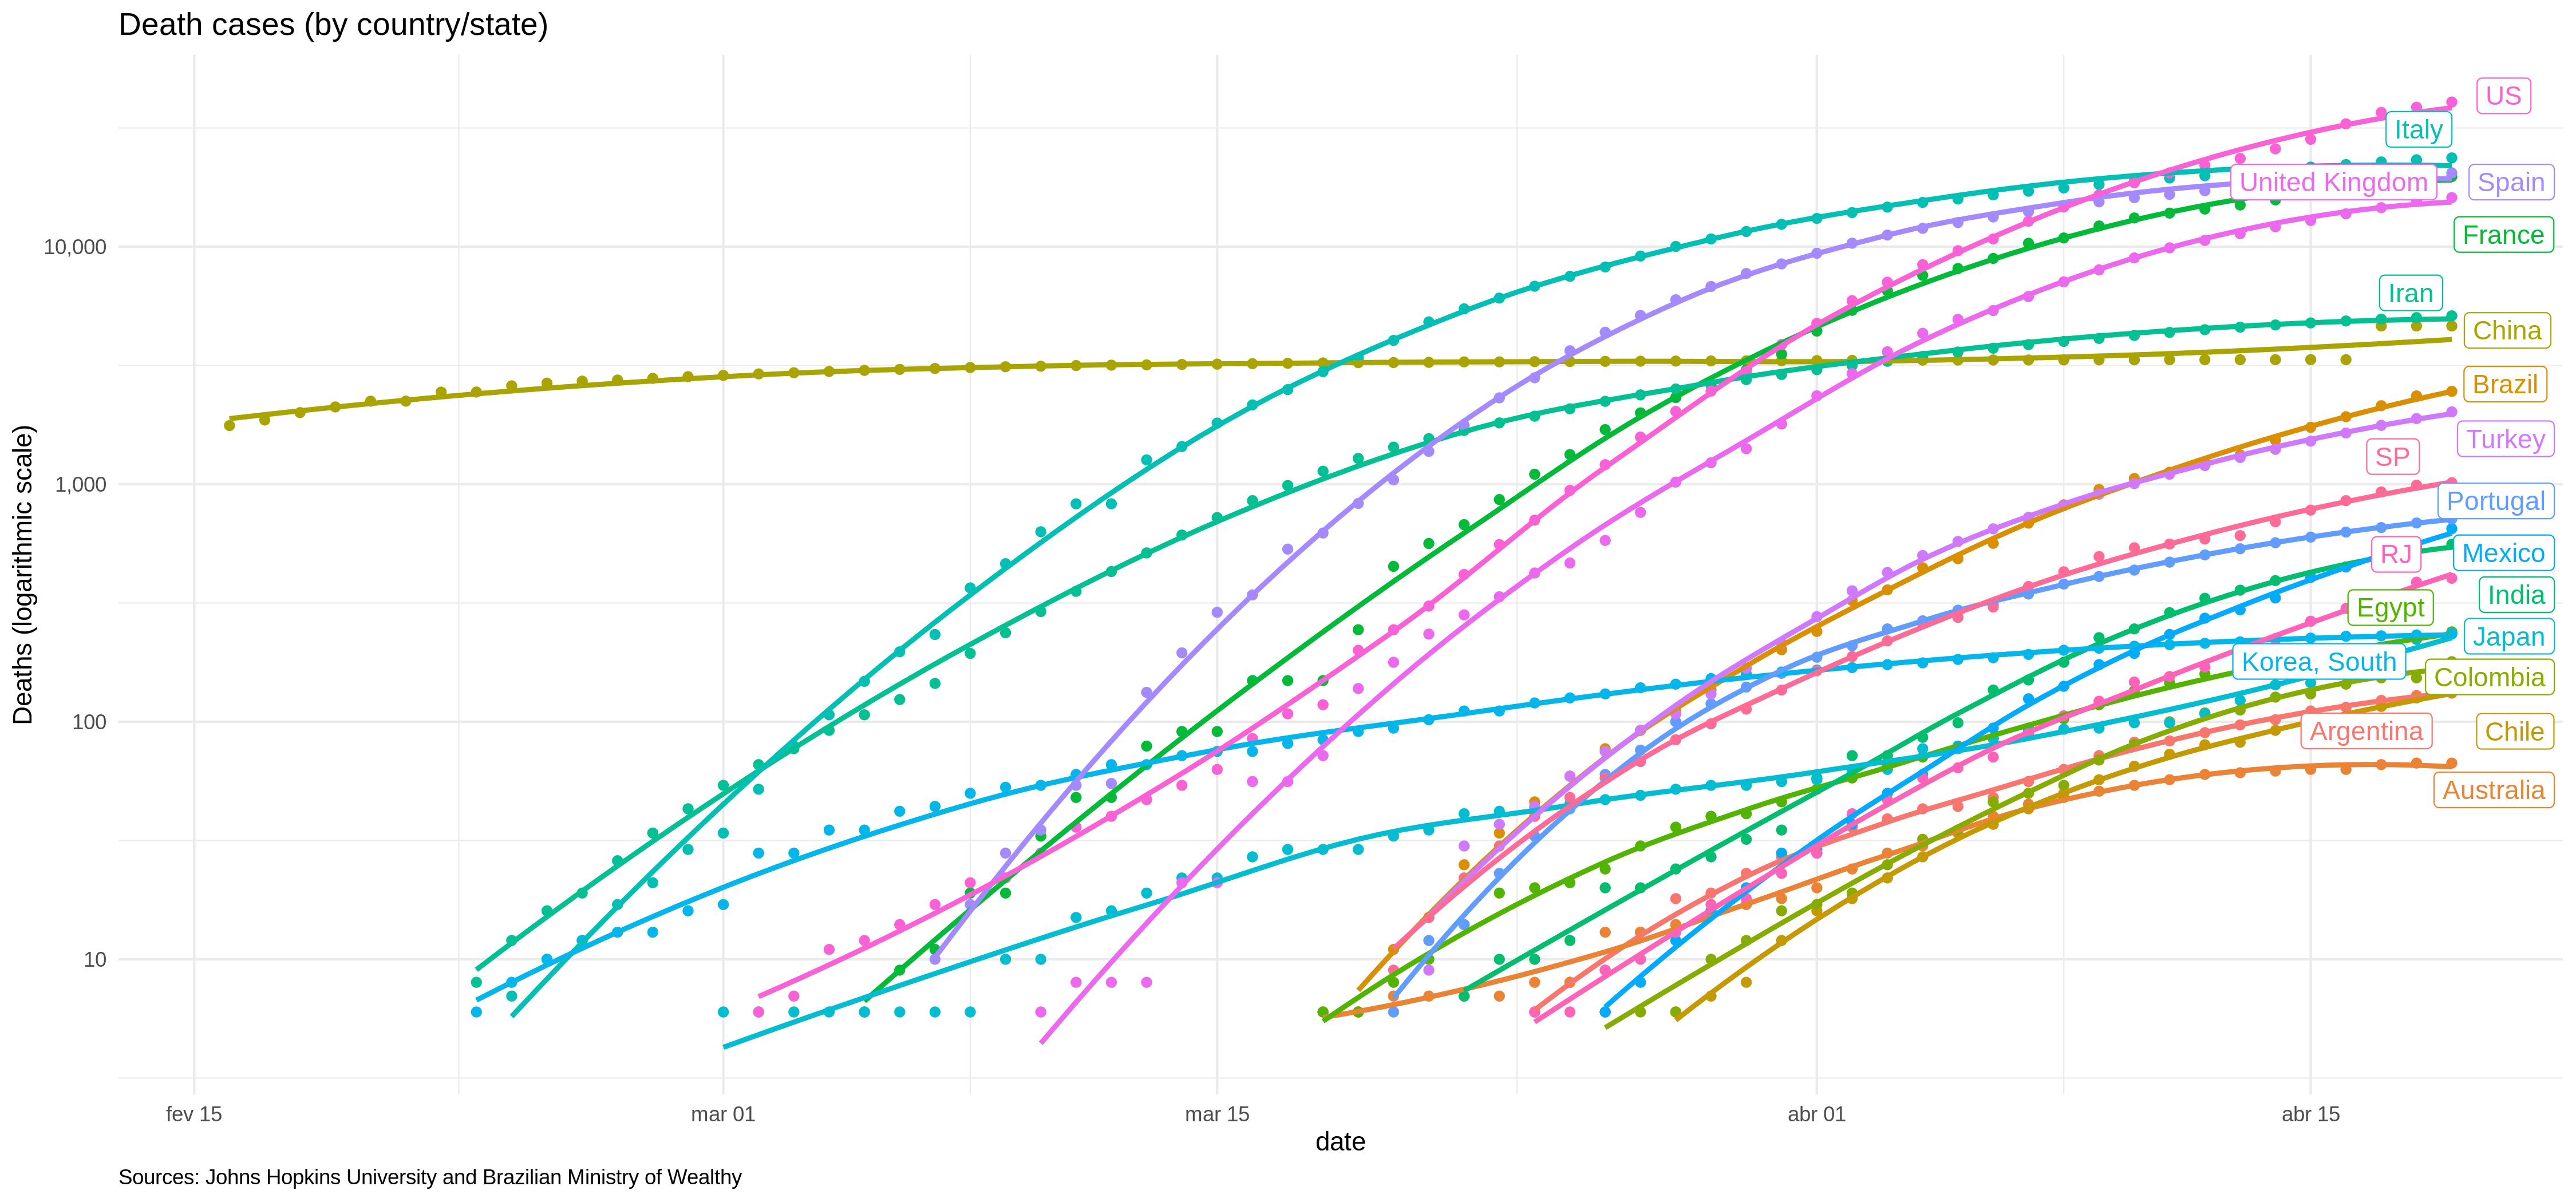 Death cases (by country/state)
US
Italy
United Kingdom
Spain
France
Iran
China
Brazil
Turkey
SP
Portugal
RJ
Mexico
India
Egypt
Japan
Korea, South
Colombia
Argentina
Chile
Australia
10,000
1,000
100
10
Deaths (logarithmic scale)
fev 15
mar 01
mar 15
abr 01
abr 15
date
Sources: Johns Hopkins University and Brazilian Ministry of Wealthy